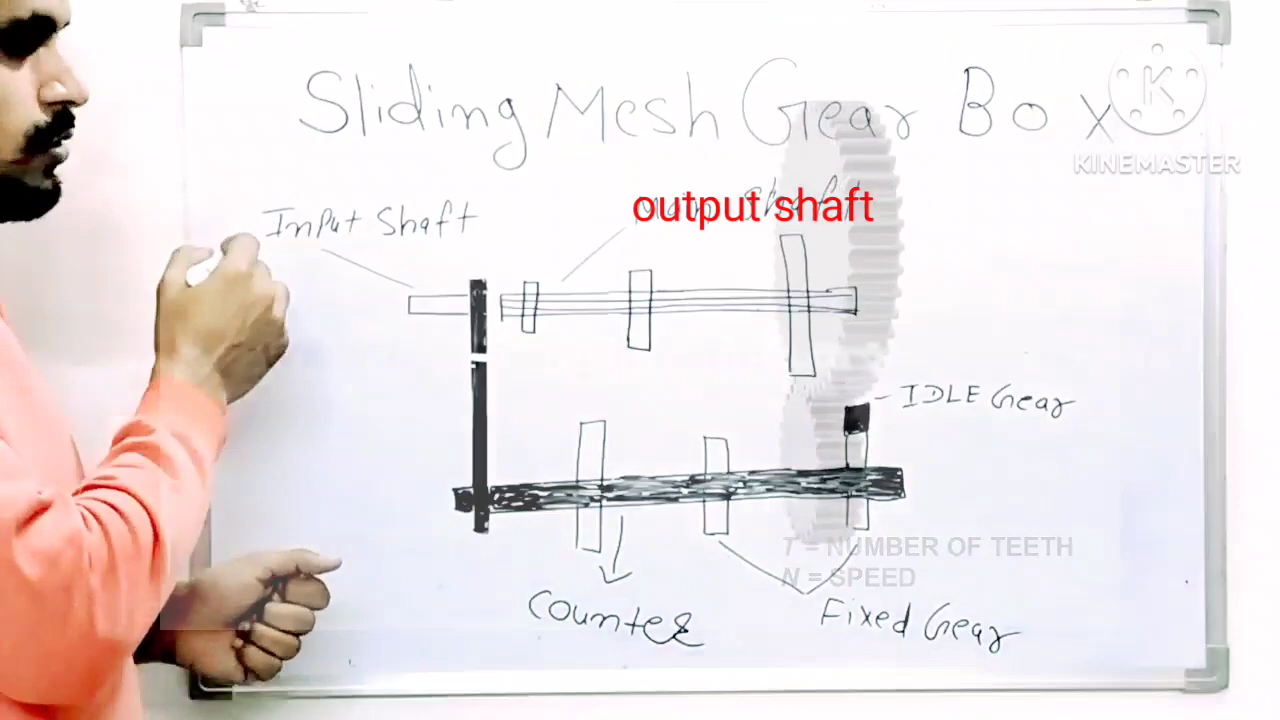 Sliding Mesh Gear Box
KINEMASTER
Input Shaft
output shaft
IDLE Gear
T = NUMBER OF TEETH
N = SPEED
Counter
Fixed Gear